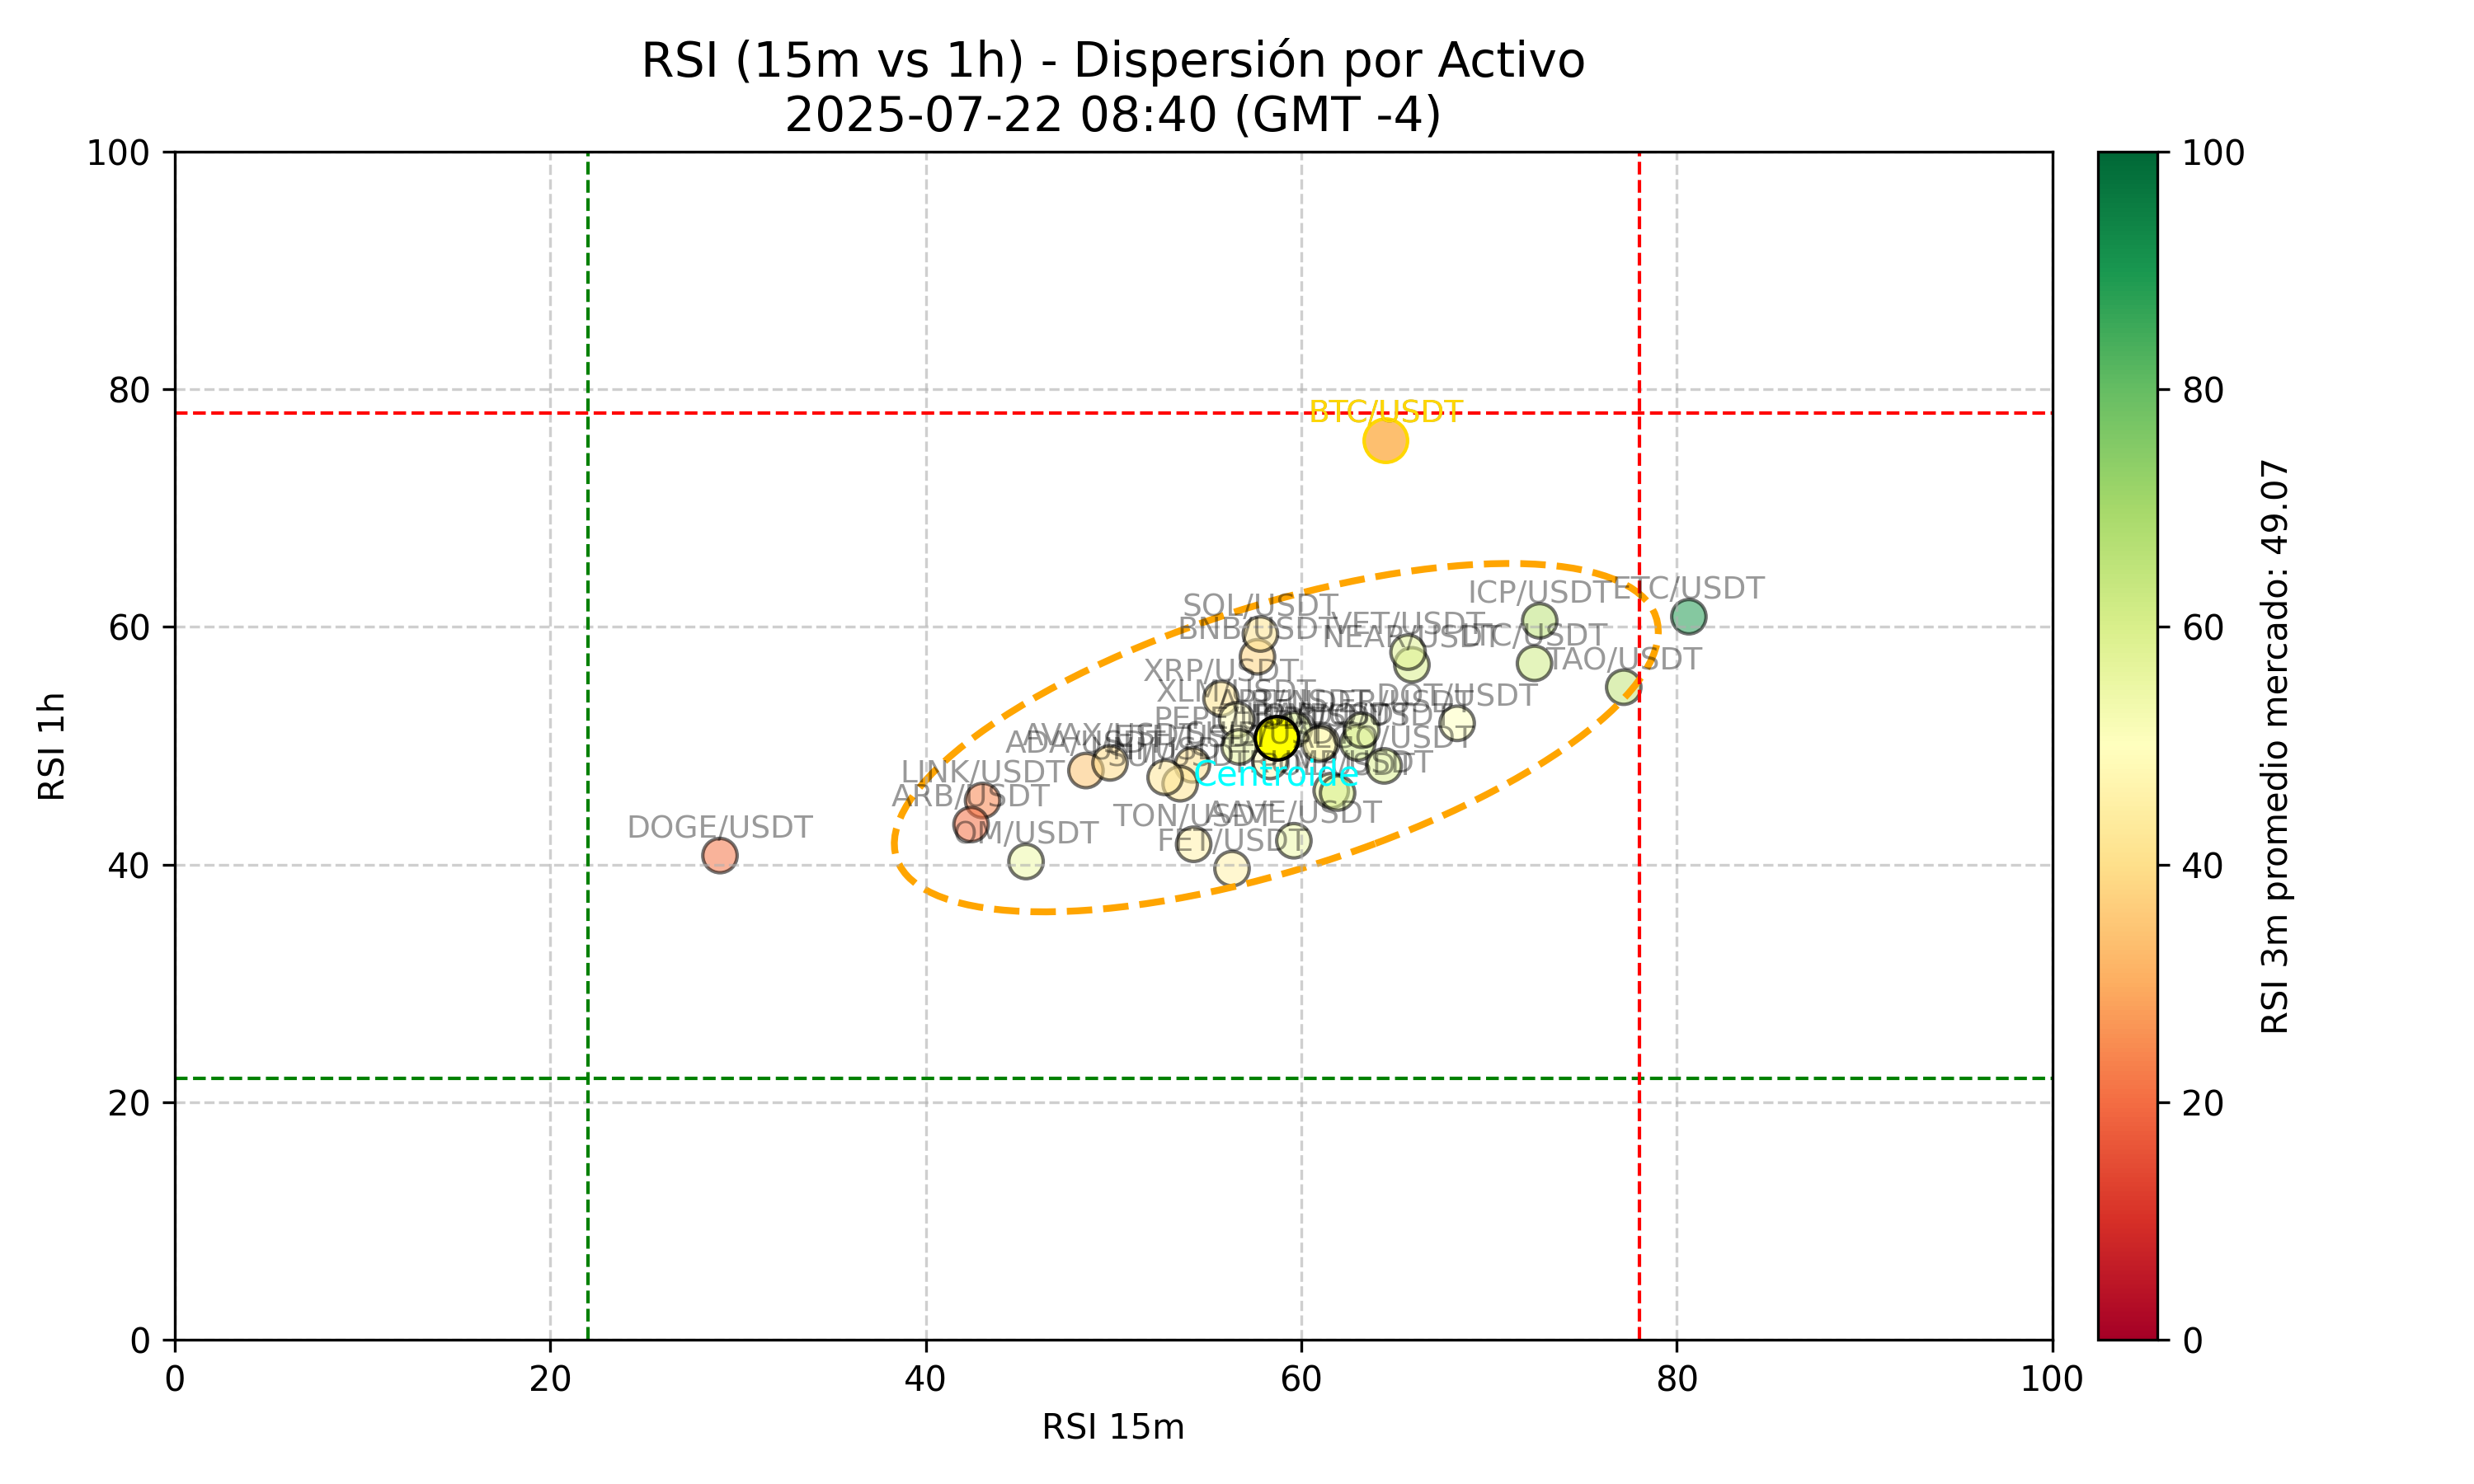 RSI (15m vs 1h) - Dispersión por Activo
2025-07-22 08:40 (GMT -4)
100
80
60
40
20
0
0
20
40
60
80
100
RSI 1h
RSI 15m
BTC/USDT
ETC/USDT
ICP/USDT
SOL/USDT
VET/USDT
BNB/USDT
NEAR/USDT
LTC/USDT
TAO/USDT
XRP/USDT
XLM/USDT
DOT/USDT
AVAX/USDT
ADA/USDT
LINK/USDT
Centroide
ARB/USDT
TON/USDT
AAVE/USDT
DOGE/USDT
OM/USDT
FET/USDT
100
80
60
40
20
0
RSI 3m promedio mercado: 49.07